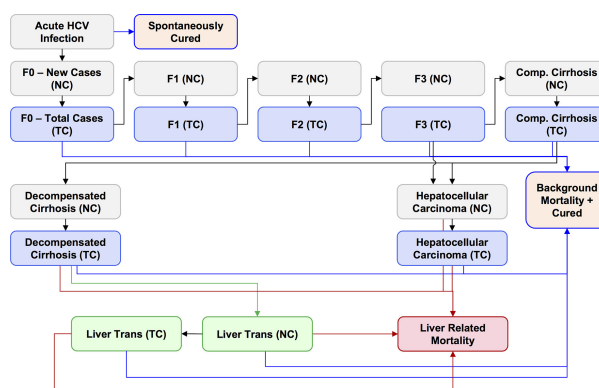 Acute HCV
Infection
Spontaneously
Cured
F0 – New Cases
(NC)
F1 (NC)
F2 (NC)
F3 (NC)
Comp. Cirrhosis
(NC)
F0 – Total Cases
(TC)
F1 (TC)
F2 (TC)
F3 (TC)
Comp. Cirrhosis
(TC)
Background
Mortality +
Cured
Decompensated
Cirrhosis (NC)
Hepatocellular
Carcinoma (NC)
Decompensated
Cirrhosis (TC)
Hepatocellular
Carcinoma (TC)
Liver Trans (TC)
Liver Trans (NC)
Liver Related
Mortality